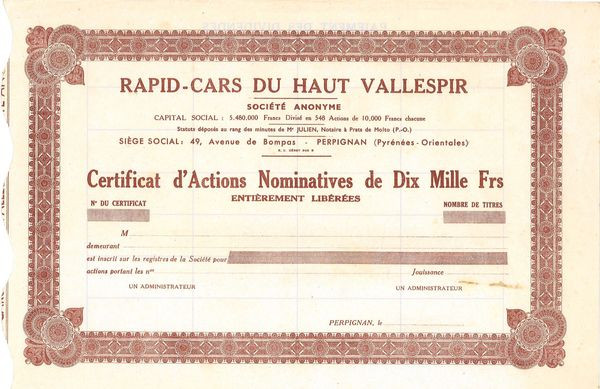 RAPID-CARS DU HAUT VALLESPIR
SOCIÉTÉ ANONYME
CAPITAL SOCIAL : 5.480.000 Francs Divisé en 548 Actions de 10,000 Francs chacune
Statuts déposés au rang des minutes de Mᵉ JULIEN, Notaire à Prats de Mollo (P.-O.)
SIÈGE SOCIAL : 49, Avenue de Bompas - PERPIGNAN (Pyrénées-Orientales)
Certificat d'Actions Nominatives de Dix Mille Frs
ENTIÈREMENT LIBÉRÉES
Nº DU CERTIFICAT
NOMBRE DE TITRES
M
demeurant
est inscrit sur les registres de la Société pour
actions portant les nºs
Jouissance
UN ADMINISTRATEUR
UN ADMINISTRATEUR
PERPIGNAN, le